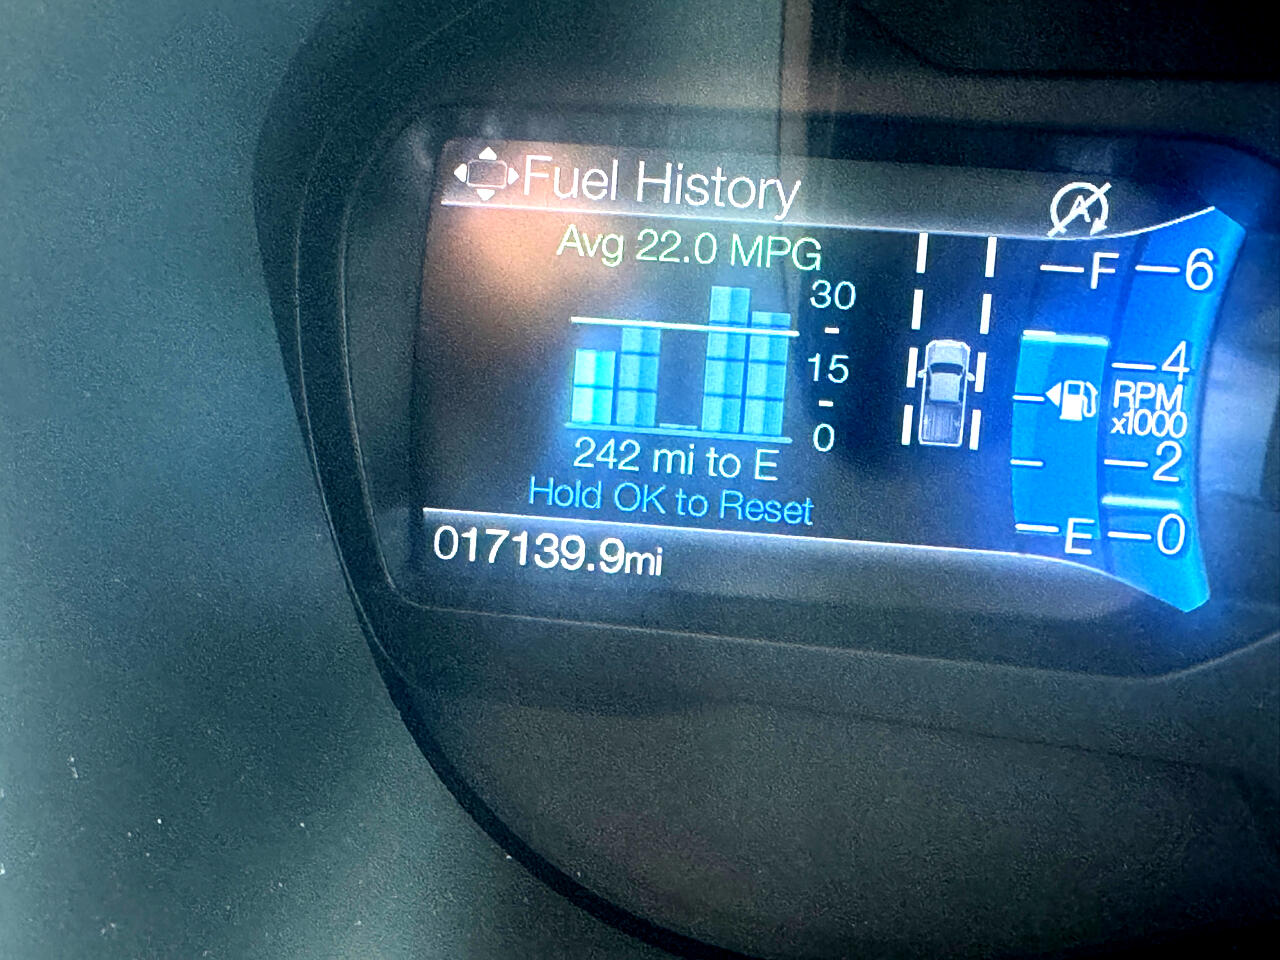 Fuel History
A
Avg 22.0 MPG
30
15
0
242 mi to E
Hold OK to Reset
017139.9mi
F
E
6
4
RPM
x1000
2
0